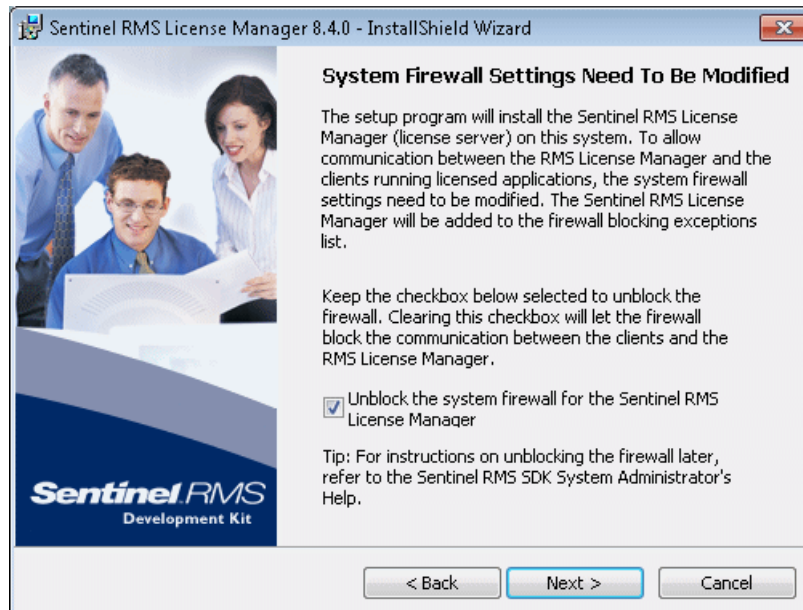 Sentinel RMS License Manager 8.4.0 - InstallShield Wizard
System Firewall Settings Need To Be Modified
The setup program will install the Sentinel RMS License
Manager (license server) on this system. To allow
communication between the RMS License Manager and the
clients running licensed applications, the system firewall
settings need to be modified. The Sentinel RMS License
Manager will be added to the firewall blocking exceptions
list.
Keep the checkbox below selected to unblock the
firewall. Clearing this checkbox will let the firewall
block the communication between the clients and the
RMS License Manager.
Unblock the system firewall for the Sentinel RMS
License Manager
Tip: For instructions on unblocking the firewall later,
refer to the Sentinel RMS SDK System Administrator's
Help.
Sentinel RMS
Development Kit
< Back
Next >
Cancel